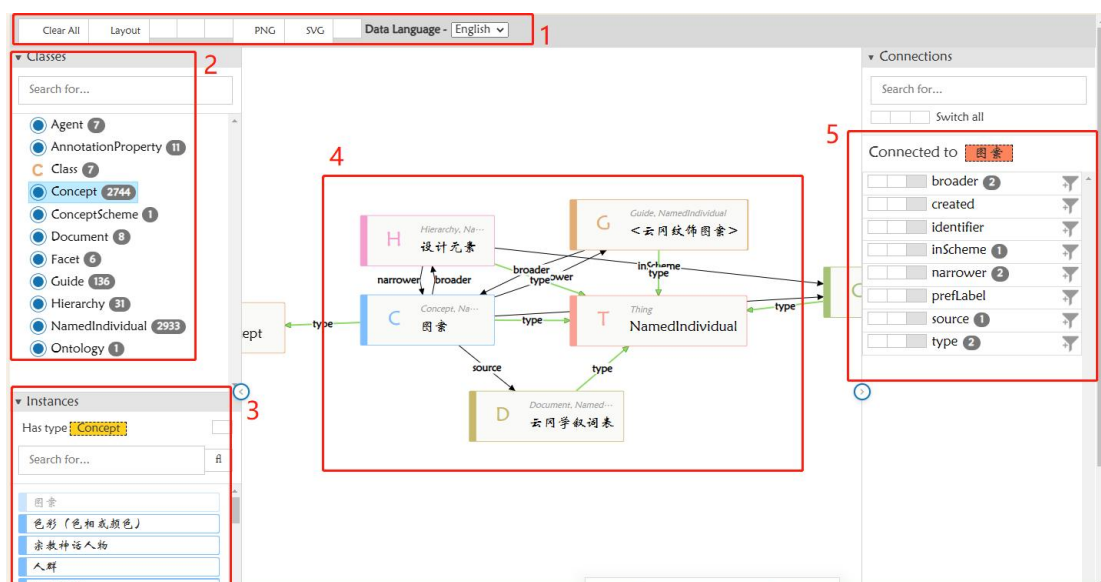 Clear All Layout PNG SVG Data Language - English
1
Classes
2
Search for...
Agent 7
AnnotationProperty 11
C Class 7
Concept 2744
ConceptScheme 1
Document 8
Facet 6
Guide 136
Hierarchy 31
NamedIndividual 2933
Ontology 1
Instances
3
Has type Concept
Search for...
fl
图案
色彩（色相或颜色）
宗教神话人物
人群
4
H
Hierarchy, Na···
设计元素
G
Guide, NamedIndividual
<云冈纹饰图案>
narrower
broader
broader
type
ower
inScheme
type
C
Concept, Na···
图案
type
T
Thing
NamedIndividual
type
C
type
ept
source
type
D
Document, Named···
云冈学叙词表
Connections
Search for...
Switch all
5
Connected to 图案
broader 2
created
identifier
inScheme 1
narrower 2
prefLabel
source 1
type 2